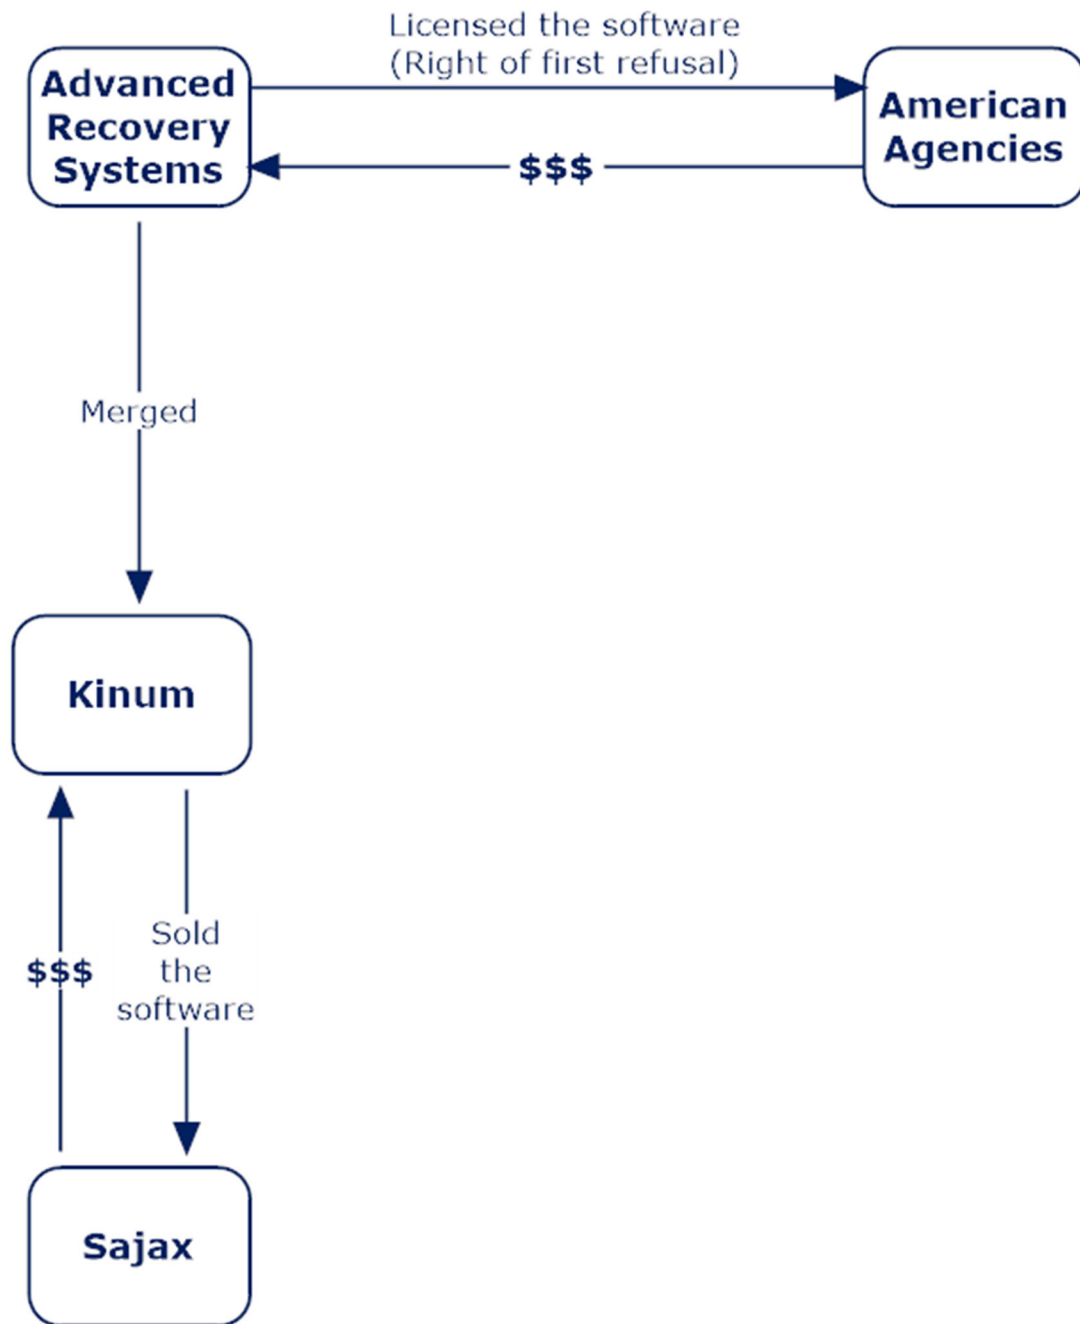 Licensed the software
(Right of first refusal)
Advanced
Recovery
Systems
American
Agencies
$$$
Merged
Kinum
Sold
the
software
$$$
Sajax